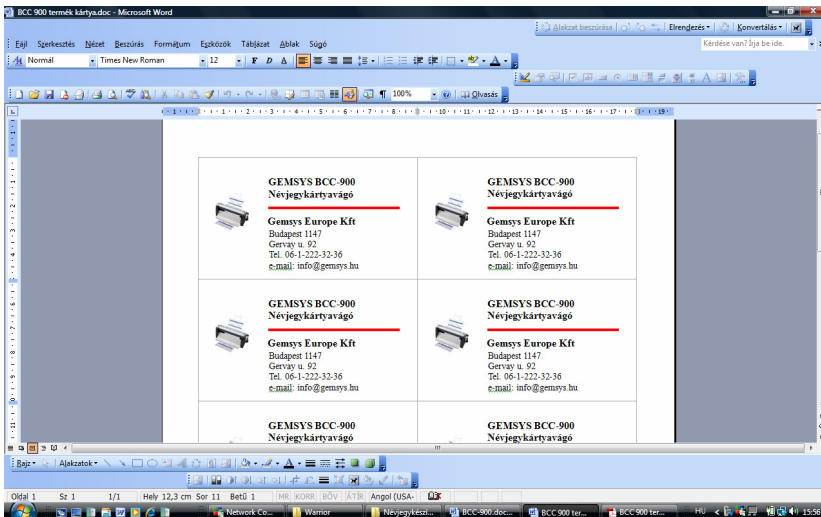 BCC 900 termék kártya.doc - Microsoft Word
Alakzat beszúrása Elrendezés Konvertálás
Fájl Szerkesztés Nézet Beszúrás Formátum Eszközök Táblázat Ablak Súgó
Kérdése van? Írja be ide.
Normál Times New Roman 12 F D A
100% Olvasás
GEMSYS BCC-900
Névjegykártyavágó
Gemsys Europe Kft
Budapest 1147
Gervay u. 92
Tel. 06-1-222-32-36
e-mail: info@gemsys.hu
GEMSYS BCC-900
Névjegykártyavágó
Gemsys Europe Kft
Budapest 1147
Gervay u. 92
Tel. 06-1-222-32-36
e-mail: info@gemsys.hu
GEMSYS BCC-900
Névjegykártyavágó
Gemsys Europe Kft
Budapest 1147
Gervay u. 92
Tel. 06-1-222-32-36
e-mail: info@gemsys.hu
GEMSYS BCC-900
Névjegykártyavágó
Gemsys Europe Kft
Budapest 1147
Gervay u. 92
Tel. 06-1-222-32-36
e-mail: info@gemsys.hu
GEMSYS BCC-900
Névjegykártyavágó
GEMSYS BCC-900
Névjegykártyavágó
Rajz Alakzatok
Oldal 1 Sz 1 1/1 Hely 12,3 cm Sor 11 Betű 1 MR KORR BŐV ÁTÍR Angol (USA-
Network Co... Warrior Névjegykészí... BCC-900.doc... BCC 900 ter... BCC 900 ter... HU 15:56